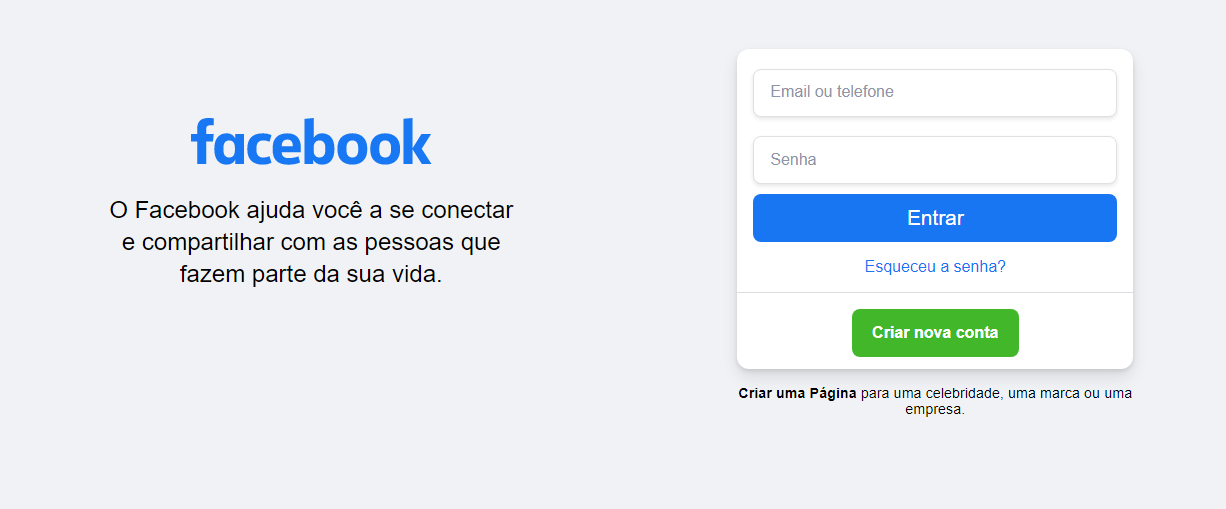 facebook
O Facebook ajuda você a se conectar
e compartilhar com as pessoas que
fazem parte da sua vida.
Email ou telefone
Senha
Entrar
Esqueceu a senha?
Criar nova conta
Criar uma Página para uma celebridade, uma marca ou uma
empresa.